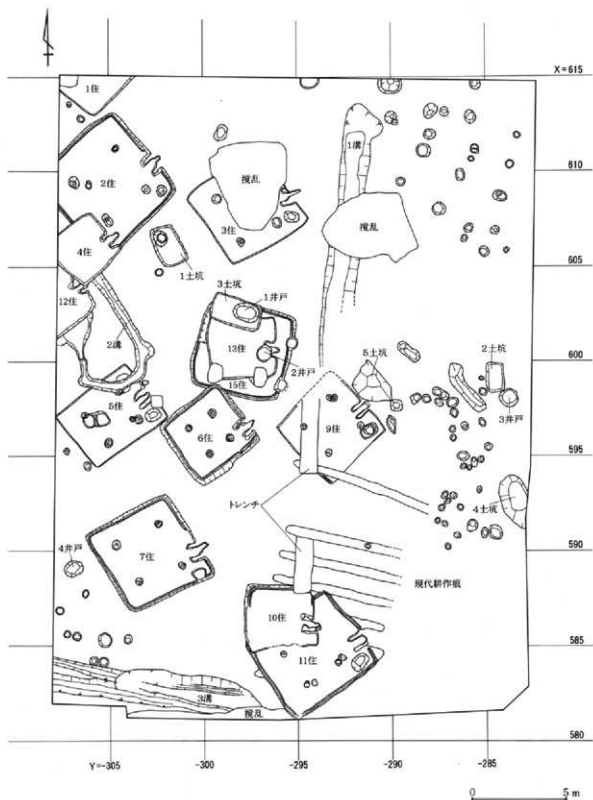 X=615
1住
1溝
610
撹乱
2住
3住
撹乱
4住
1土坑
605
3土坑
1井戸
12住
2溝
13住
5土坑
2土坑
600
2井戸
15住
3井戸
5住
6住
9住
595
4土坑
トレンチ
4井戸
7住
590
現代耕作痕
10住
585
11住
3溝
撹乱
580
Y=-305
-300
-295
-290
-285
0
5 m